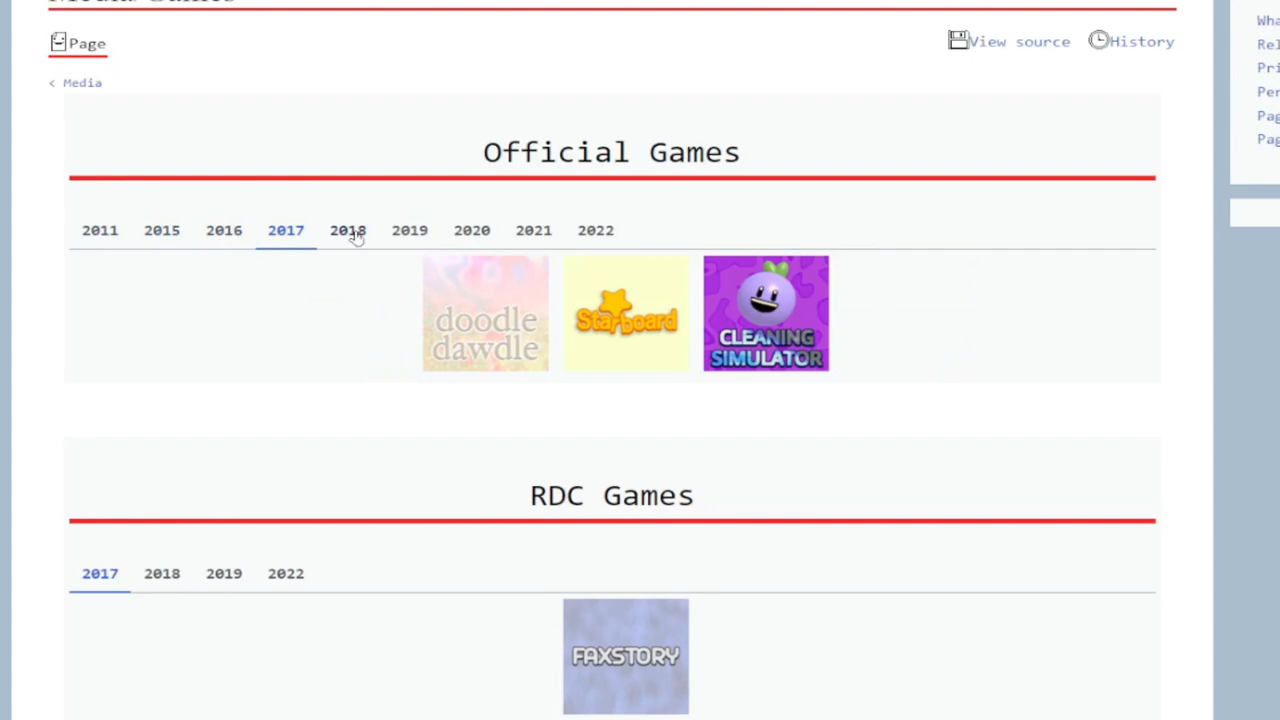 Page
View source
History
< Media
Official Games
2011 2015 2016 2017 2018 2019 2020 2021 2022
doodle
dawdle
Starboard
CLEANING
SIMULATOR
RDC Games
2017 2018 2019 2022
FAXSTORY